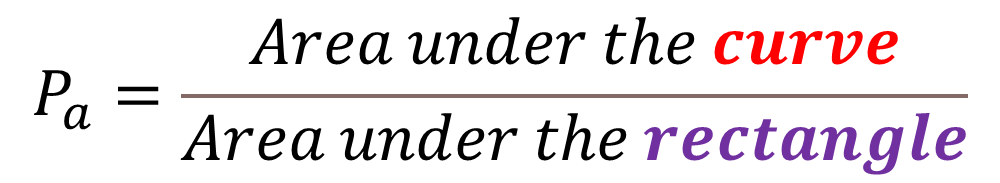 Area under the curve
P_a =
Area under the rectangle